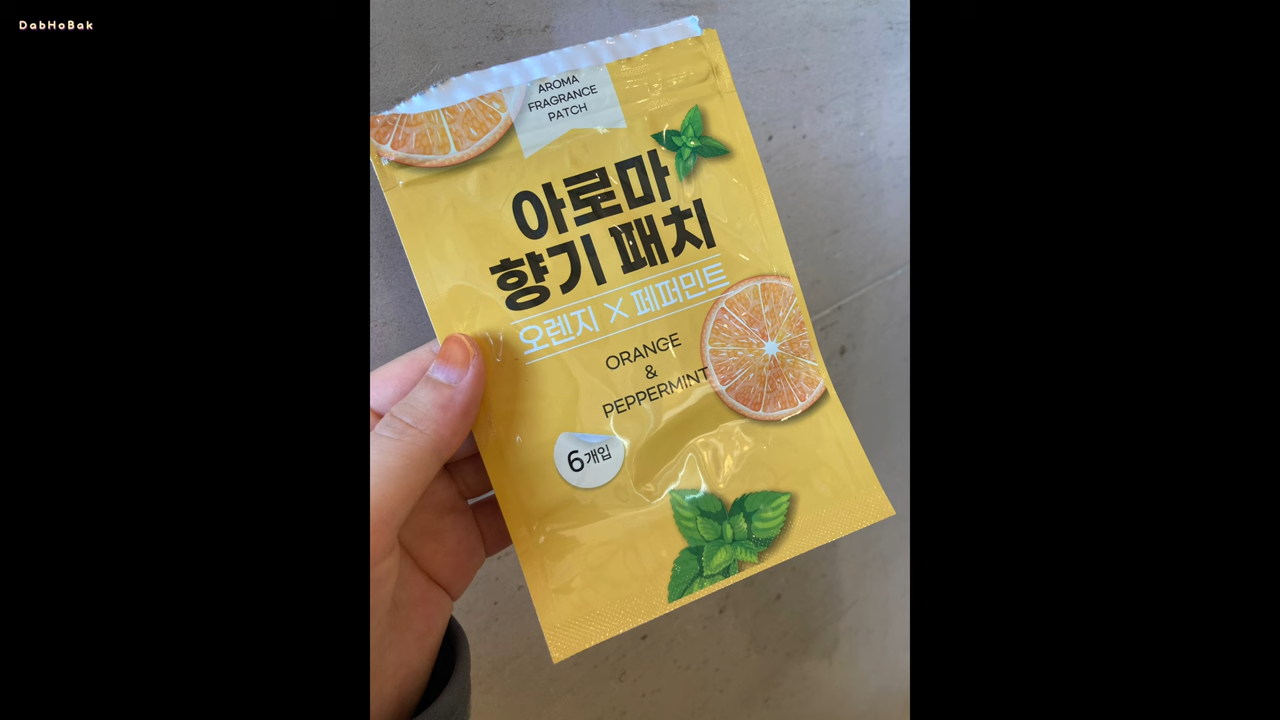 DabHoBak
AROMA
FRAGRANCE
PATCH
아로마
향기 패치
오렌지 X 페퍼민트
ORANGE
&
PEPPERMINT
6개입